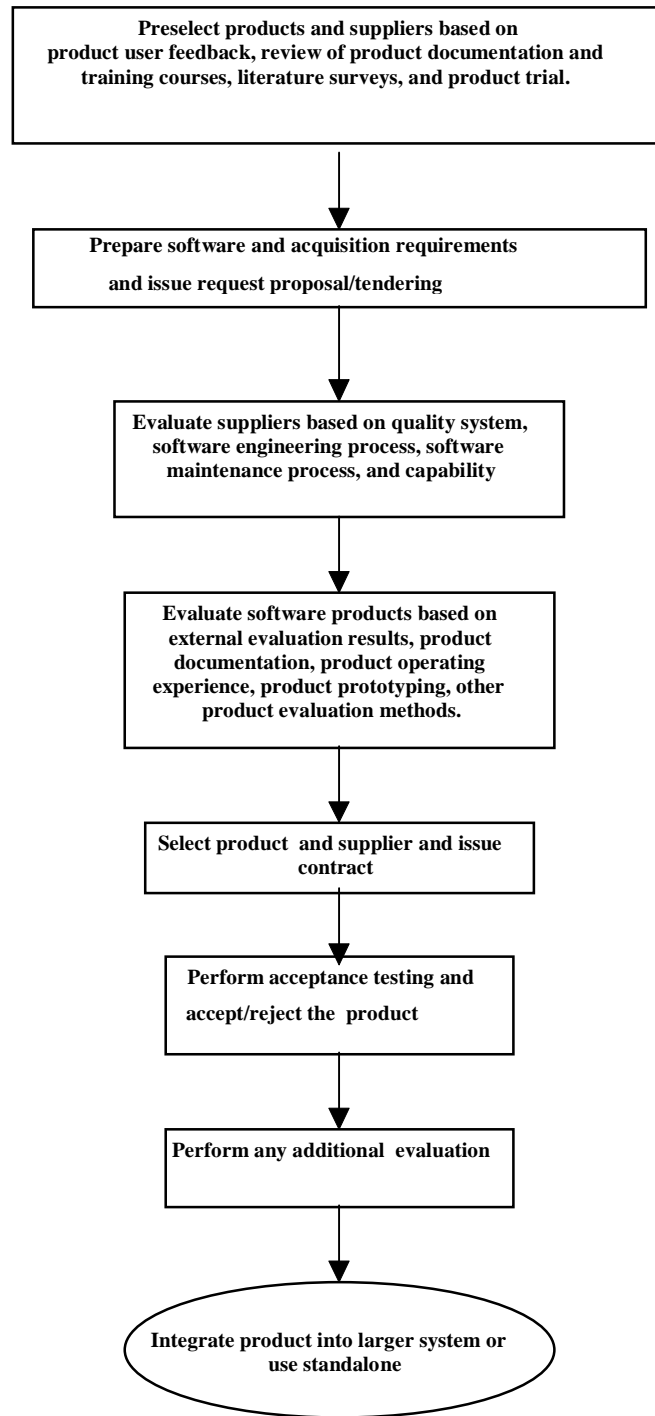 Preselect products and suppliers based on
product user feedback, review of product documentation and
training courses, literature surveys, and product trial.
Prepare software and acquisition requirements
and issue request proposal/tendering
Evaluate suppliers based on quality system,
software engineering process, software
maintenance process, and capability
Evaluate software products based on
external evaluation results, product
documentation, product operating
experience, product prototyping, other
product evaluation methods.
Select product and supplier and issue
contract
Perform acceptance testing and
accept/reject the product
Perform any additional evaluation
Integrate product into larger system or
use standalone